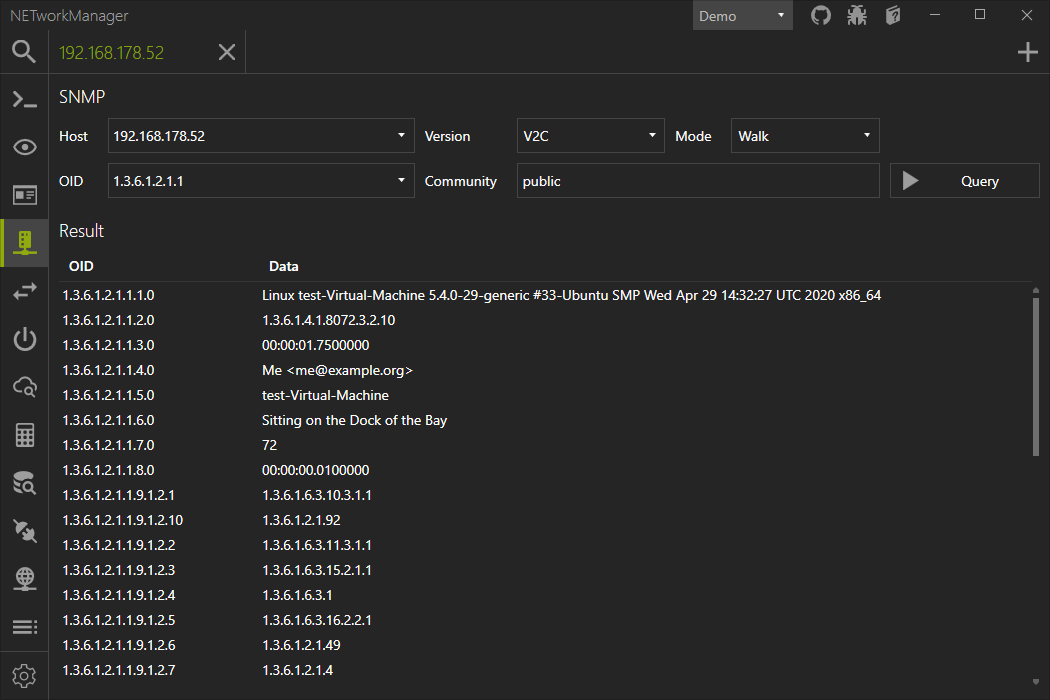 NETworkManager Demo
192.168.178.52
SNMP
Host 192.168.178.52 Version V2C Mode Walk
OID 1.3.6.1.2.1.1 Community public Query
Result
OID Data
1.3.6.1.2.1.1.1.0 Linux test-Virtual-Machine 5.4.0-29-generic #33-Ubuntu SMP Wed Apr 29 14:32:27 UTC 2020 x86_64
1.3.6.1.2.1.1.2.0 1.3.6.1.4.1.8072.3.2.10
1.3.6.1.2.1.1.3.0 00:00:01.7500000
1.3.6.1.2.1.1.4.0 Me <me@example.org>
1.3.6.1.2.1.1.5.0 test-Virtual-Machine
1.3.6.1.2.1.1.6.0 Sitting on the Dock of the Bay
1.3.6.1.2.1.1.7.0 72
1.3.6.1.2.1.1.8.0 00:00:00.0100000
1.3.6.1.2.1.1.9.1.2.1 1.3.6.1.6.3.10.3.1.1
1.3.6.1.2.1.1.9.1.2.10 1.3.6.1.2.1.92
1.3.6.1.2.1.1.9.1.2.2 1.3.6.1.6.3.11.3.1.1
1.3.6.1.2.1.1.9.1.2.3 1.3.6.1.6.3.15.2.1.1
1.3.6.1.2.1.1.9.1.2.4 1.3.6.1.6.3.1
1.3.6.1.2.1.1.9.1.2.5 1.3.6.1.6.3.16.2.2.1
1.3.6.1.2.1.1.9.1.2.6 1.3.6.1.2.1.49
1.3.6.1.2.1.1.9.1.2.7 1.3.6.1.2.1.4